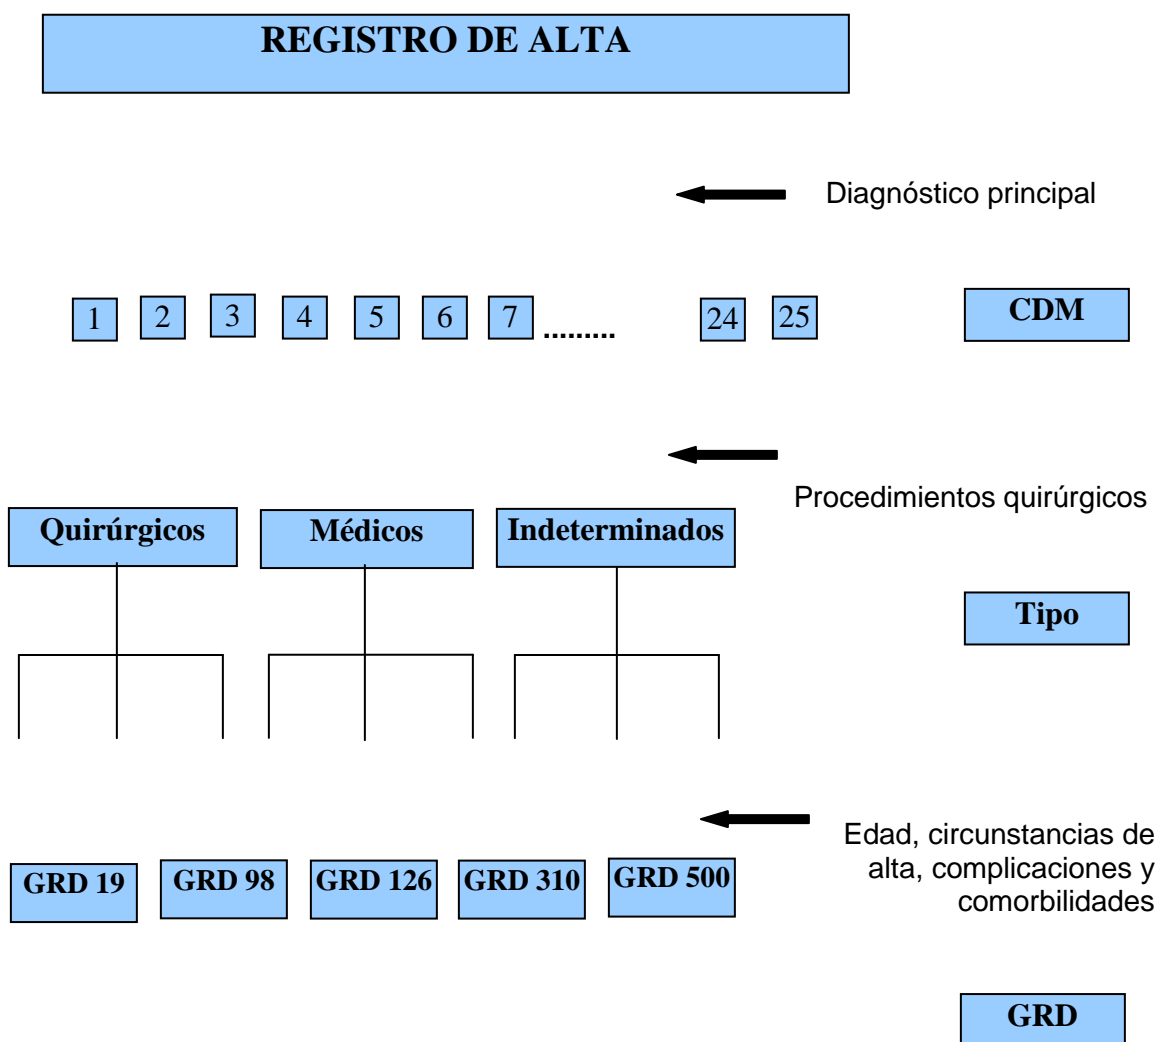 REGISTRO DE ALTA
Diagnóstico principal
1 2 3 4 5 6 7 ......... 24 25 CDM
Procedimientos quirúrgicos
Quirúrgicos Médicos Indeterminados
Tipo
Edad, circunstancias de
alta, complicaciones y
comorbilidades
GRD 19 GRD 98 GRD 126 GRD 310 GRD 500
GRD